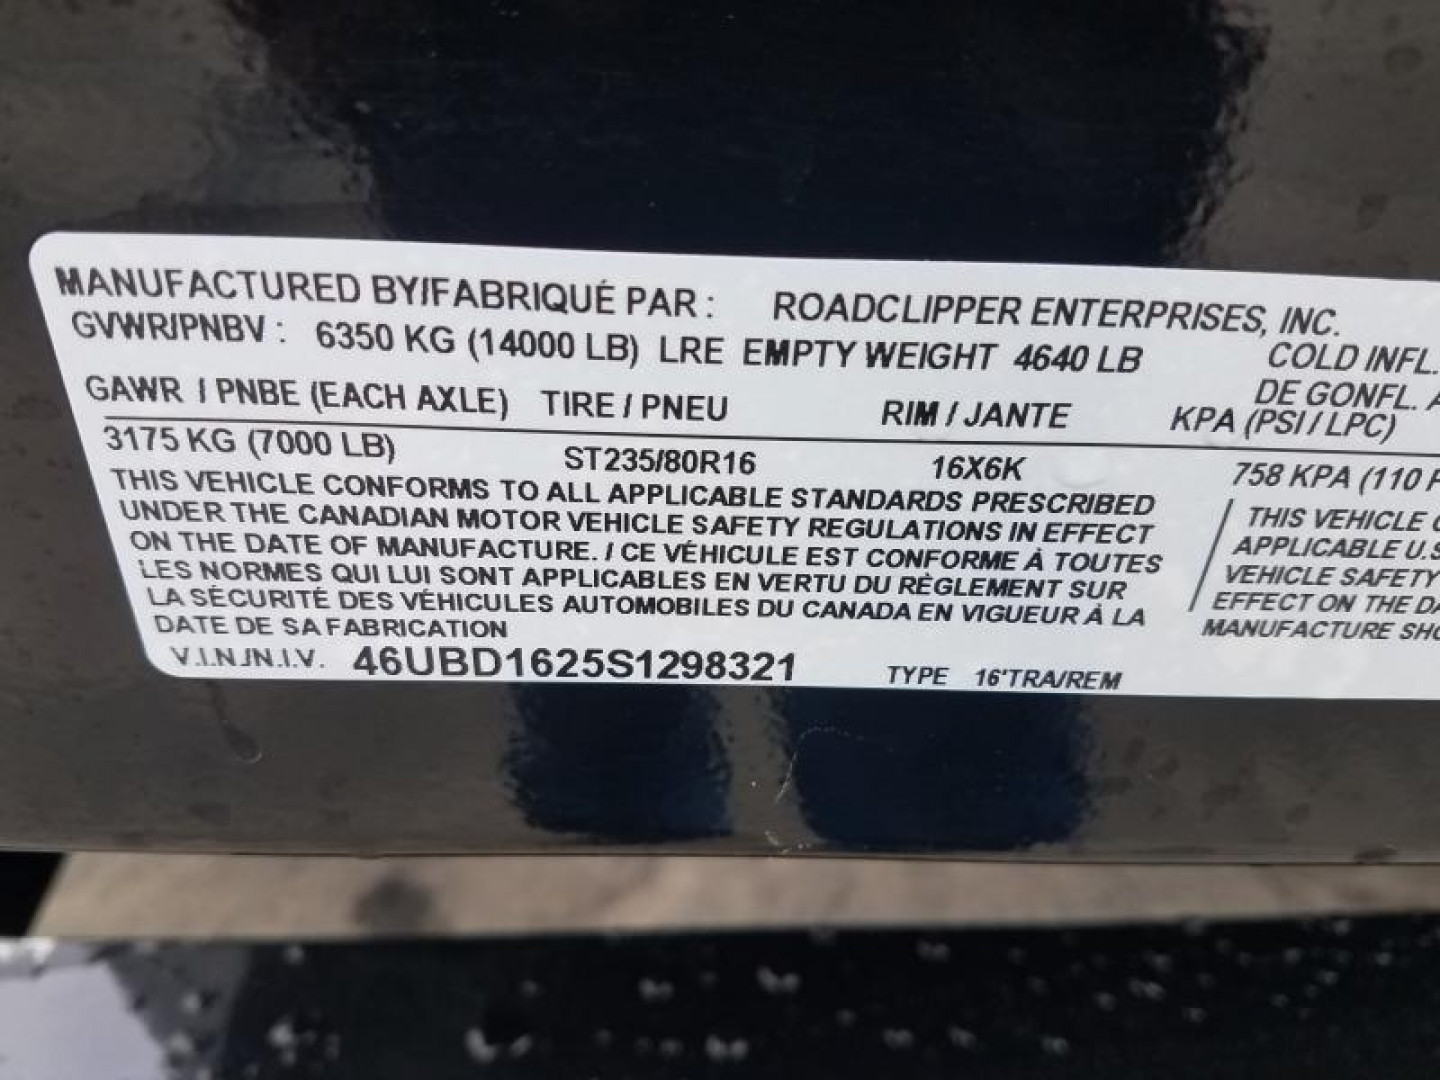 MANUFACTURED BY/FABRIQUÉ PAR : ROADCLIPPER ENTERPRISES, INC.
GVWR/PNBV : 6350 KG (14000 LB) LRE EMPTY WEIGHT 4640 LB
COLD INFL.
DE GONFL.
GAWR / PNBE (EACH AXLE) TIRE / PNEU RIM / JANTE KPA (PSI / LPC)
3175 KG (7000 LB) ST235/80R16 16X6K 758 KPA (110
THIS VEHICLE CONFORMS TO ALL APPLICABLE STANDARDS PRESCRIBED
UNDER THE CANADIAN MOTOR VEHICLE SAFETY REGULATIONS IN EFFECT
ON THE DATE OF MANUFACTURE. / CE VÉHICULE EST CONFORME À TOUTES
LES NORMES QUI LUI SONT APPLICABLES EN VERTU DU RÈGLEMENT SUR
LA SÉCURITÉ DES VÉHICULES AUTOMOBILES DU CANADA EN VIGUEUR À LA
DATE DE SA FABRICATION
THIS VEHICLE
APPLICABLE U.S
VEHICLE SAFETY
EFFECT ON THE
MANUFACTURE
V.I.N./N.I.V. 46UBD1625S1298321 TYPE 16'TRA/REM